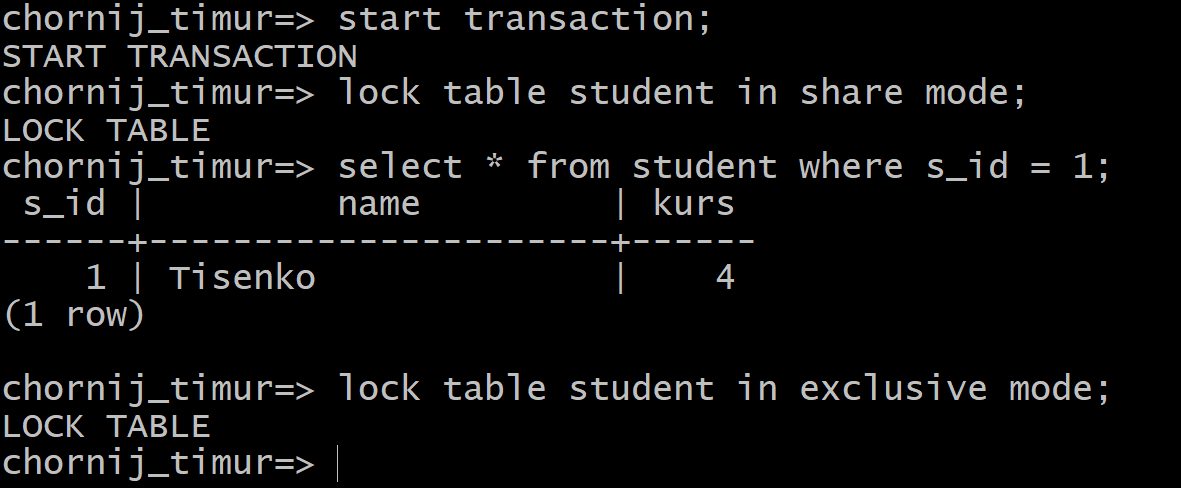 chornij_timur=> start transaction;
START TRANSACTION
chornij_timur=> lock table student in share mode;
LOCK TABLE
chornij_timur=> select * from student where s_id = 1;
 s_id |         name         | kurs
------+----------------------+------
    1 | Tisenko              |    4
(1 row)

chornij_timur=> lock table student in exclusive mode;
LOCK TABLE
chornij_timur=>